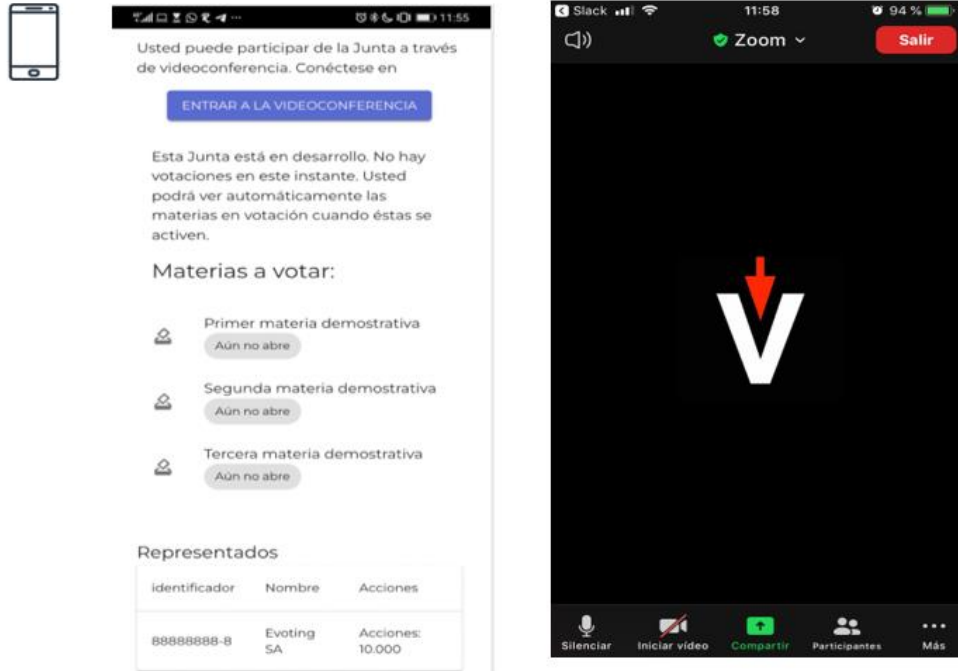 11:55
Usted puede participar de la Junta a través
de videoconferencia. Conéctese en
ENTRAR A LA VIDEOCONFERENCIA
Esta Junta está en desarrollo. No hay
votaciones en este instante. Usted
podrá ver automáticamente las
materias en votación cuando éstas se
activen.
Materias a votar:
Primer materia demostrativa
Aún no abre
Segunda materia demostrativa
Aún no abre
Tercera materia demostrativa
Aún no abre
Representados
identificador Nombre Acciones
88888888-8 Evoting SA Acciones: 10.000
Slack 11:58 94 %
Zoom Salir
V
Silenciar Iniciar vídeo Compartir Participantes Más